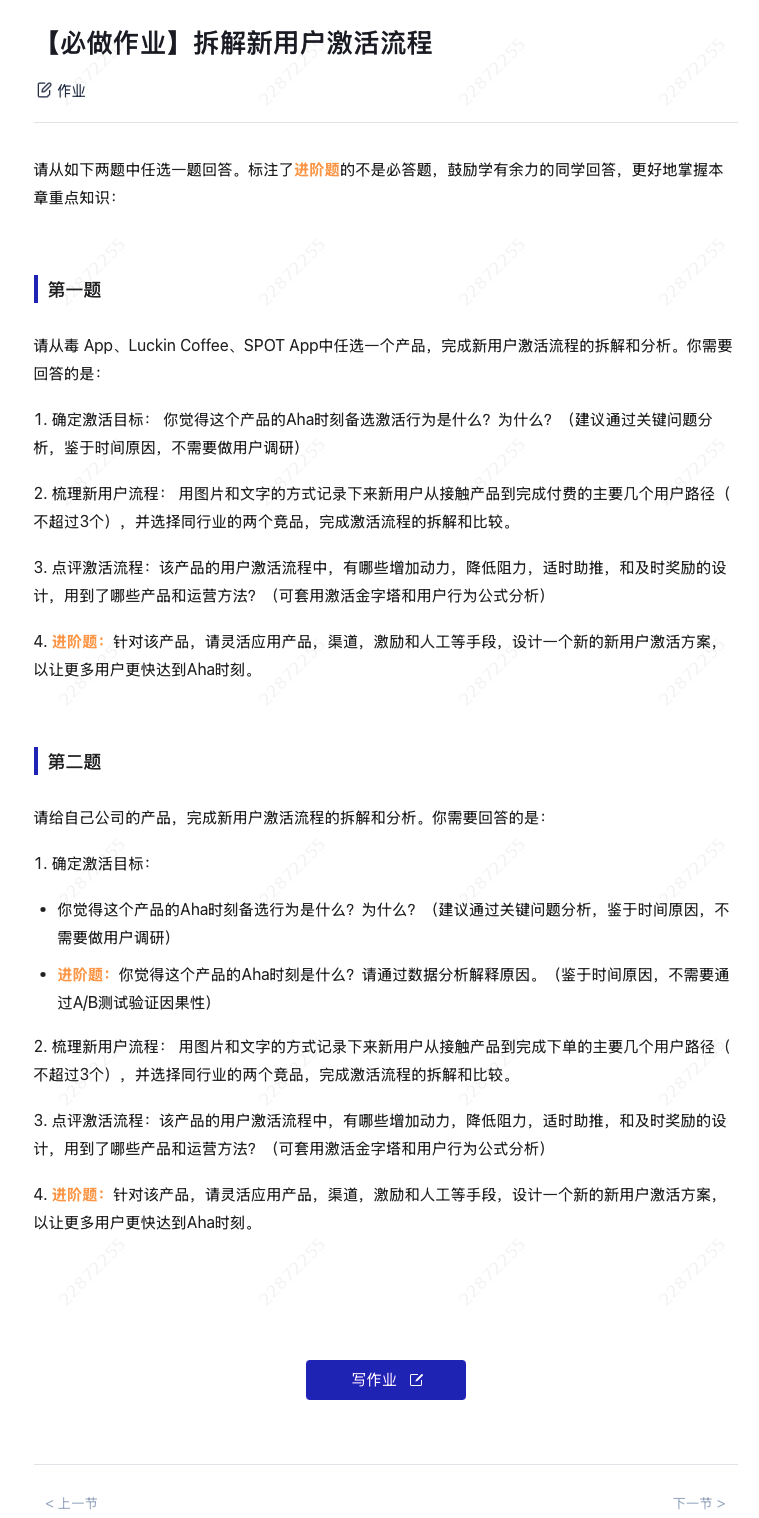 【必做作业】拆解新用户激活流程
作业
请从如下两题中任选一题回答。标注了进阶题的不是必答题，鼓励学有余力的同学回答，更好地掌握本
章重点知识：
第一题
请从毒 App、Luckin Coffee、SPOT App中任选一个产品，完成新用户激活流程的拆解和分析。你需要
回答的是：
1. 确定激活目标： 你觉得这个产品的Aha时刻备选激活行为是什么？为什么？（建议通过关键问题分
析，鉴于时间原因，不需要做用户调研）
2. 梳理新用户流程： 用图片和文字的方式记录下来新用户从接触产品到完成付费的主要几个用户路径（
不超过3个），并选择同行业的两个竞品，完成激活流程的拆解和比较。
3. 点评激活流程：该产品的用户激活流程中，有哪些增加动力，降低阻力，适时助推，和及时奖励的设
计，用到了哪些产品和运营方法？（可套用激活金字塔和用户行为公式分析）
4. 进阶题：针对该产品，请灵活应用产品，渠道，激励和人工等手段，设计一个新的新用户激活方案，
以让更多用户更快达到Aha时刻。
第二题
请给自己公司的产品，完成新用户激活流程的拆解和分析。你需要回答的是：
1. 确定激活目标：
• 你觉得这个产品的Aha时刻备选行为是什么？为什么？（建议通过关键问题分析，鉴于时间原因，不
需要做用户调研）
• 进阶题：你觉得这个产品的Aha时刻是什么？请通过数据分析解释原因。（鉴于时间原因，不需要通
过A/B测试验证因果性）
2. 梳理新用户流程： 用图片和文字的方式记录下来新用户从接触产品到完成下单的主要几个用户路径（
不超过3个），并选择同行业的两个竞品，完成激活流程的拆解和比较。
3. 点评激活流程：该产品的用户激活流程中，有哪些增加动力，降低阻力，适时助推，和及时奖励的设
计，用到了哪些产品和运营方法？（可套用激活金字塔和用户行为公式分析）
4. 进阶题：针对该产品，请灵活应用产品，渠道，激励和人工等手段，设计一个新的新用户激活方案，
以让更多用户更快达到Aha时刻。
写作业
< 上一节
下一节 >
22872255